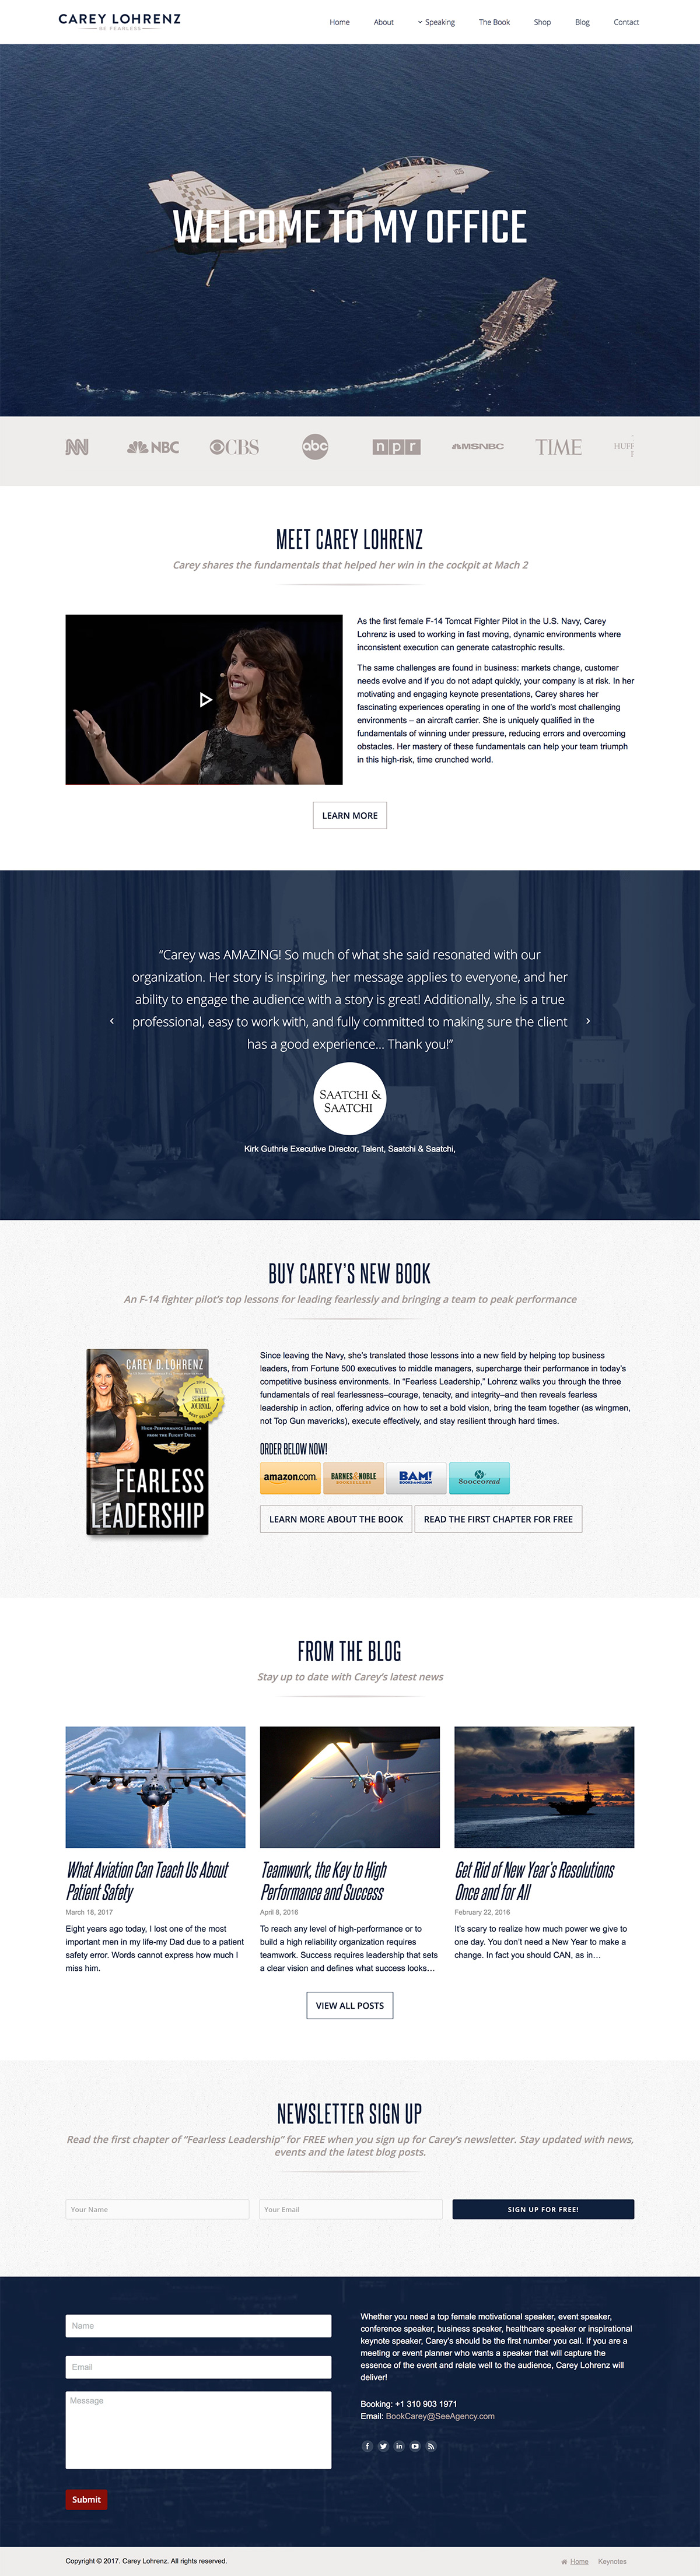 CAREY LOHRENZ
BE FEARLESS
Home About Speaking The Book Shop Blog Contact
NG
WELCOME TO MY OFFICE
NBC CBS abc npr MSNBC TIME HUFF
MEET CAREY LOHRENZ
Carey shares the fundamentals that helped her win in the cockpit at Mach 2
As the first female F-14 Tomcat Fighter Pilot in the U.S. Navy, Carey
Lohrenz is used to working in fast moving, dynamic environments where
inconsistent execution can generate catastrophic results.
The same challenges are found in business: markets change, customer
needs evolve and if you do not adapt quickly, your company is at risk. In her
motivating and engaging keynote presentations, Carey shares her
fascinating experiences operating in one of the world's most challenging
environments – an aircraft carrier. She is uniquely qualified in the
fundamentals of winning under pressure, reducing errors and overcoming
obstacles. Her mastery of these fundamentals can help your team triumph
in this high-risk, time crunched world.
LEARN MORE
“Carey was AMAZING! So much of what she said resonated with our
organization. Her story is inspiring, her message applies to everyone, and her
ability to engage the audience with a story is great! Additionally, she is a true
professional, easy to work with, and fully committed to making sure the client
has a good experience... Thank you!”
SAATCHI &
SAATCHI
Kirk Guthrie Executive Director, Talent, Saatchi & Saatchi,
BUY CAREY'S NEW BOOK
An F-14 fighter pilot's top lessons for leading fearlessly and bringing a team to peak performance
CAREY D. LOHRENZ
WALL
STREET
JOURNAL
BEST SELLER
HIGH-PERFORMANCE LESSONS
FROM THE FLIGHT DECK
FEARLESS
LEADERSHIP
Since leaving the Navy, she's translated those lessons into a new field by helping top business
leaders, from Fortune 500 executives to middle managers, supercharge their performance in today's
competitive business environments. In “Fearless Leadership,” Lohrenz walks you through the three
fundamentals of real fearlessness–courage, tenacity, and integrity–and then reveals fearless
leadership in action, offering advice on how to set a bold vision, bring the team together (as wingmen,
not Top Gun mavericks), execute effectively, and stay resilient through hard times.
ORDER BELOW NOW!
amazon.com BARNES & NOBLE BOOKSELLERS BAM! BOOKS-A-MILLION 800ceoread
LEARN MORE ABOUT THE BOOK READ THE FIRST CHAPTER FOR FREE
FROM THE BLOG
Stay up to date with Carey's latest news
What Aviation Can Teach Us About
Patient Safety
March 18, 2017
Eight years ago today, I lost one of the most
important men in my life-my Dad due to a patient
safety error. Words cannot express how much I
miss him.
Teamwork, the Key to High
Performance and Success
April 8, 2016
To reach any level of high-performance or to
build a high reliability organization requires
teamwork. Success requires leadership that sets
a clear vision and defines what success looks…
Get Rid of New Year's Resolutions
Once and for All
February 22, 2016
It's scary to realize how much power we give to
one day. You don't need a New Year to make a
change. In fact you should CAN, as in…
VIEW ALL POSTS
NEWSLETTER SIGN UP
Read the first chapter of “Fearless Leadership” for FREE when you sign up for Carey's newsletter. Stay updated with news,
events and the latest blog posts.
Your Name Your Email SIGN UP FOR FREE!
Name
Email
Message
Submit
Whether you need a top female motivational speaker, event speaker,
conference speaker, business speaker, healthcare speaker or inspirational
keynote speaker, Carey's should be the first number you call. If you are a
meeting or event planner who wants a speaker that will capture the
essence of the event and relate well to the audience, Carey Lohrenz will
deliver!
Booking: +1 310 903 1971
Email: BookCarey@SeeAgency.com
Copyright © 2017. Carey Lohrenz. All rights reserved.
Home Keynotes